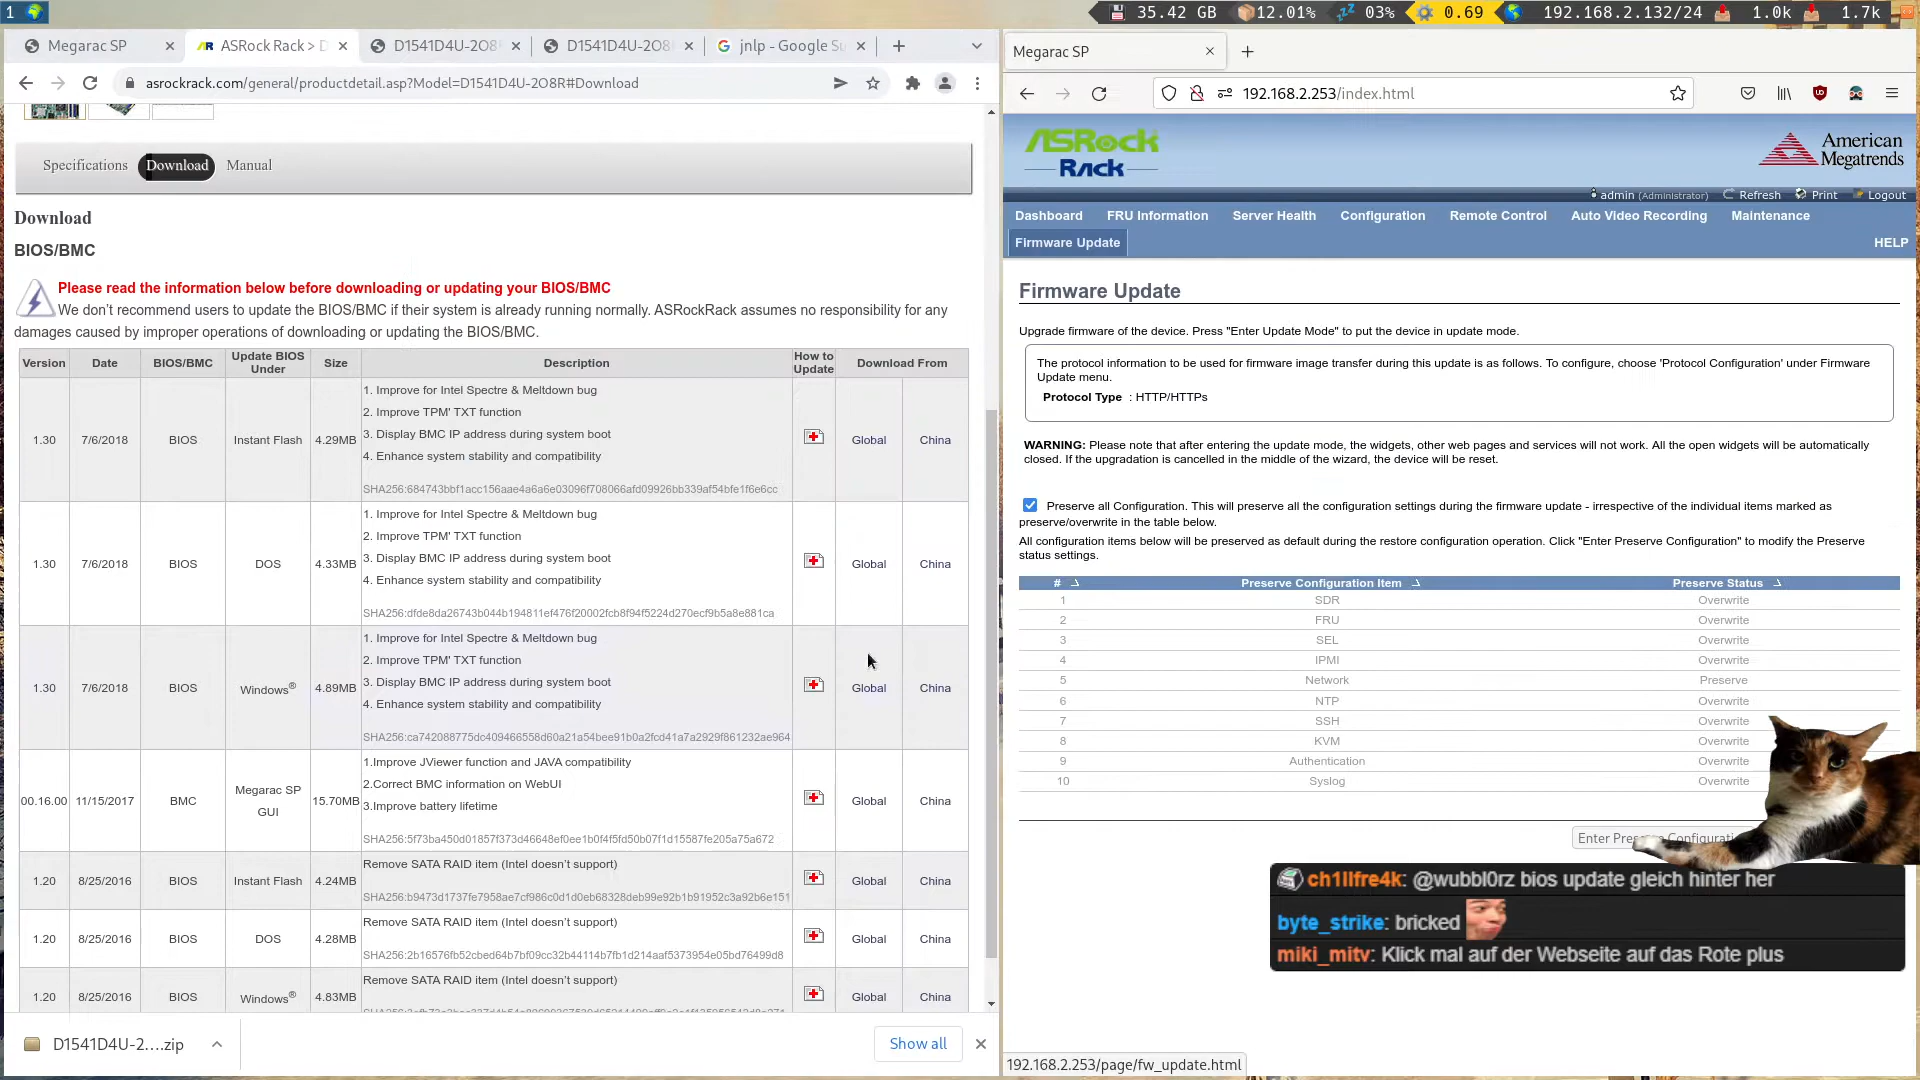 1
35.42 GB
12.01%
03%
0.69
192.168.2.132/24
1.0k
1.7k
Megarac SP
ASRock Rack > D
D1541D4U-2O8R
D1541D4U-2O8R
jnlp - Google Su
asrockrack.com/general/productdetail.asp?Model=D1541D4U-2O8R#Download
Specifications
Download
Manual
Download
BIOS/BMC
Please read the information below before downloading or updating your BIOS/BMC
We don't recommend users to update the BIOS/BMC if their system is already running normally. ASRockRack assumes no responsibility for any
damages caused by improper operations of downloading or updating the BIOS/BMC.
Version Date BIOS/BMC Update BIOS Under Size Description How to Update Download From
1.30 7/6/2018 BIOS Instant Flash 4.29MB
1. Improve for Intel Spectre & Meltdown bug
2. Improve TPM' TXT function
3. Display BMC IP address during system boot
4. Enhance system stability and compatibility
SHA256:684743bbf1acc156aae4a6a6e03096f708066afd09926bb339af54bfe1f6e6cc
Global China
1.30 7/6/2018 BIOS DOS 4.33MB
1. Improve for Intel Spectre & Meltdown bug
2. Improve TPM' TXT function
3. Display BMC IP address during system boot
4. Enhance system stability and compatibility
SHA256:dfde8da26743b044b194811ef476f20002fcb8f94f5224d270ecf9b5a8e881ca
Global China
1.30 7/6/2018 BIOS Windows® 4.89MB
1. Improve for Intel Spectre & Meltdown bug
2. Improve TPM' TXT function
3. Display BMC IP address during system boot
4. Enhance system stability and compatibility
SHA256:ca742088775dc409466558d60a21a54bee91b0a2fcd41a7a2929f861232ae964
Global China
00.16.00 11/15/2017 BMC Megarac SP GUI 15.70MB
1.Improve JViewer function and JAVA compatibility
2.Correct BMC information on WebUI
3.Improve battery lifetime
SHA256:5f73ba450d01857f373d46648ef0ee1b0f4f5fd50b07f1d15587fe205a75a672
Global China
1.20 8/25/2016 BIOS Instant Flash 4.24MB
Remove SATA RAID item (Intel doesn't support)
SHA256:b9473d1737fe7958ae7cf986c0d1d0eb68328deb99e92b1b91952c3a92b6e151
Global China
1.20 8/25/2016 BIOS DOS 4.28MB
Remove SATA RAID item (Intel doesn't support)
SHA256:2b16576fb52cbed64b7bf09cc32b44114b7fb1d214aaf5373954e05bd76499d8
Global China
1.20 8/25/2016 BIOS Windows® 4.83MB
Remove SATA RAID item (Intel doesn't support)
Global China
D1541D4U-2....zip
Show all
Megarac SP
192.168.2.253/index.html
ASRock
Rack
American
Megatrends
admin (Administrator) Refresh Print Logout
Dashboard FRU Information Server Health Configuration Remote Control Auto Video Recording Maintenance
Firmware Update
HELP
Firmware Update
Upgrade firmware of the device. Press "Enter Update Mode" to put the device in update mode.
The protocol information to be used for firmware image transfer during this update is as follows. To configure, choose 'Protocol Configuration' under Firmware
Update menu.
Protocol Type : HTTP/HTTPs
WARNING: Please note that after entering the update mode, the widgets, other web pages and services will not work. All the open widgets will be automatically
closed. If the upgradation is cancelled in the middle of the wizard, the device will be reset.
Preserve all Configuration. This will preserve all the configuration settings during the firmware update - irrespective of the individual items marked as
preserve/overwrite in the table below.
All configuration items below will be preserved as default during the restore configuration operation. Click "Enter Preserve Configuration" to modify the Preserve
status settings.
# Preserve Configuration Item Preserve Status
1 SDR Overwrite
2 FRU Overwrite
3 SEL Overwrite
4 IPMI Overwrite
5 Network Preserve
6 NTP Overwrite
7 SSH Overwrite
8 KVM Overwrite
9 Authentication Overwrite
10 Syslog Overwrite
Enter Configurati
ch1llfre4k: @wubbl0rz bios update gleich hinter her
byte_strike: bricked
miki_mitv: Klick mal auf der Webseite auf das Rote plus
192.168.2.253/page/fw_update.html